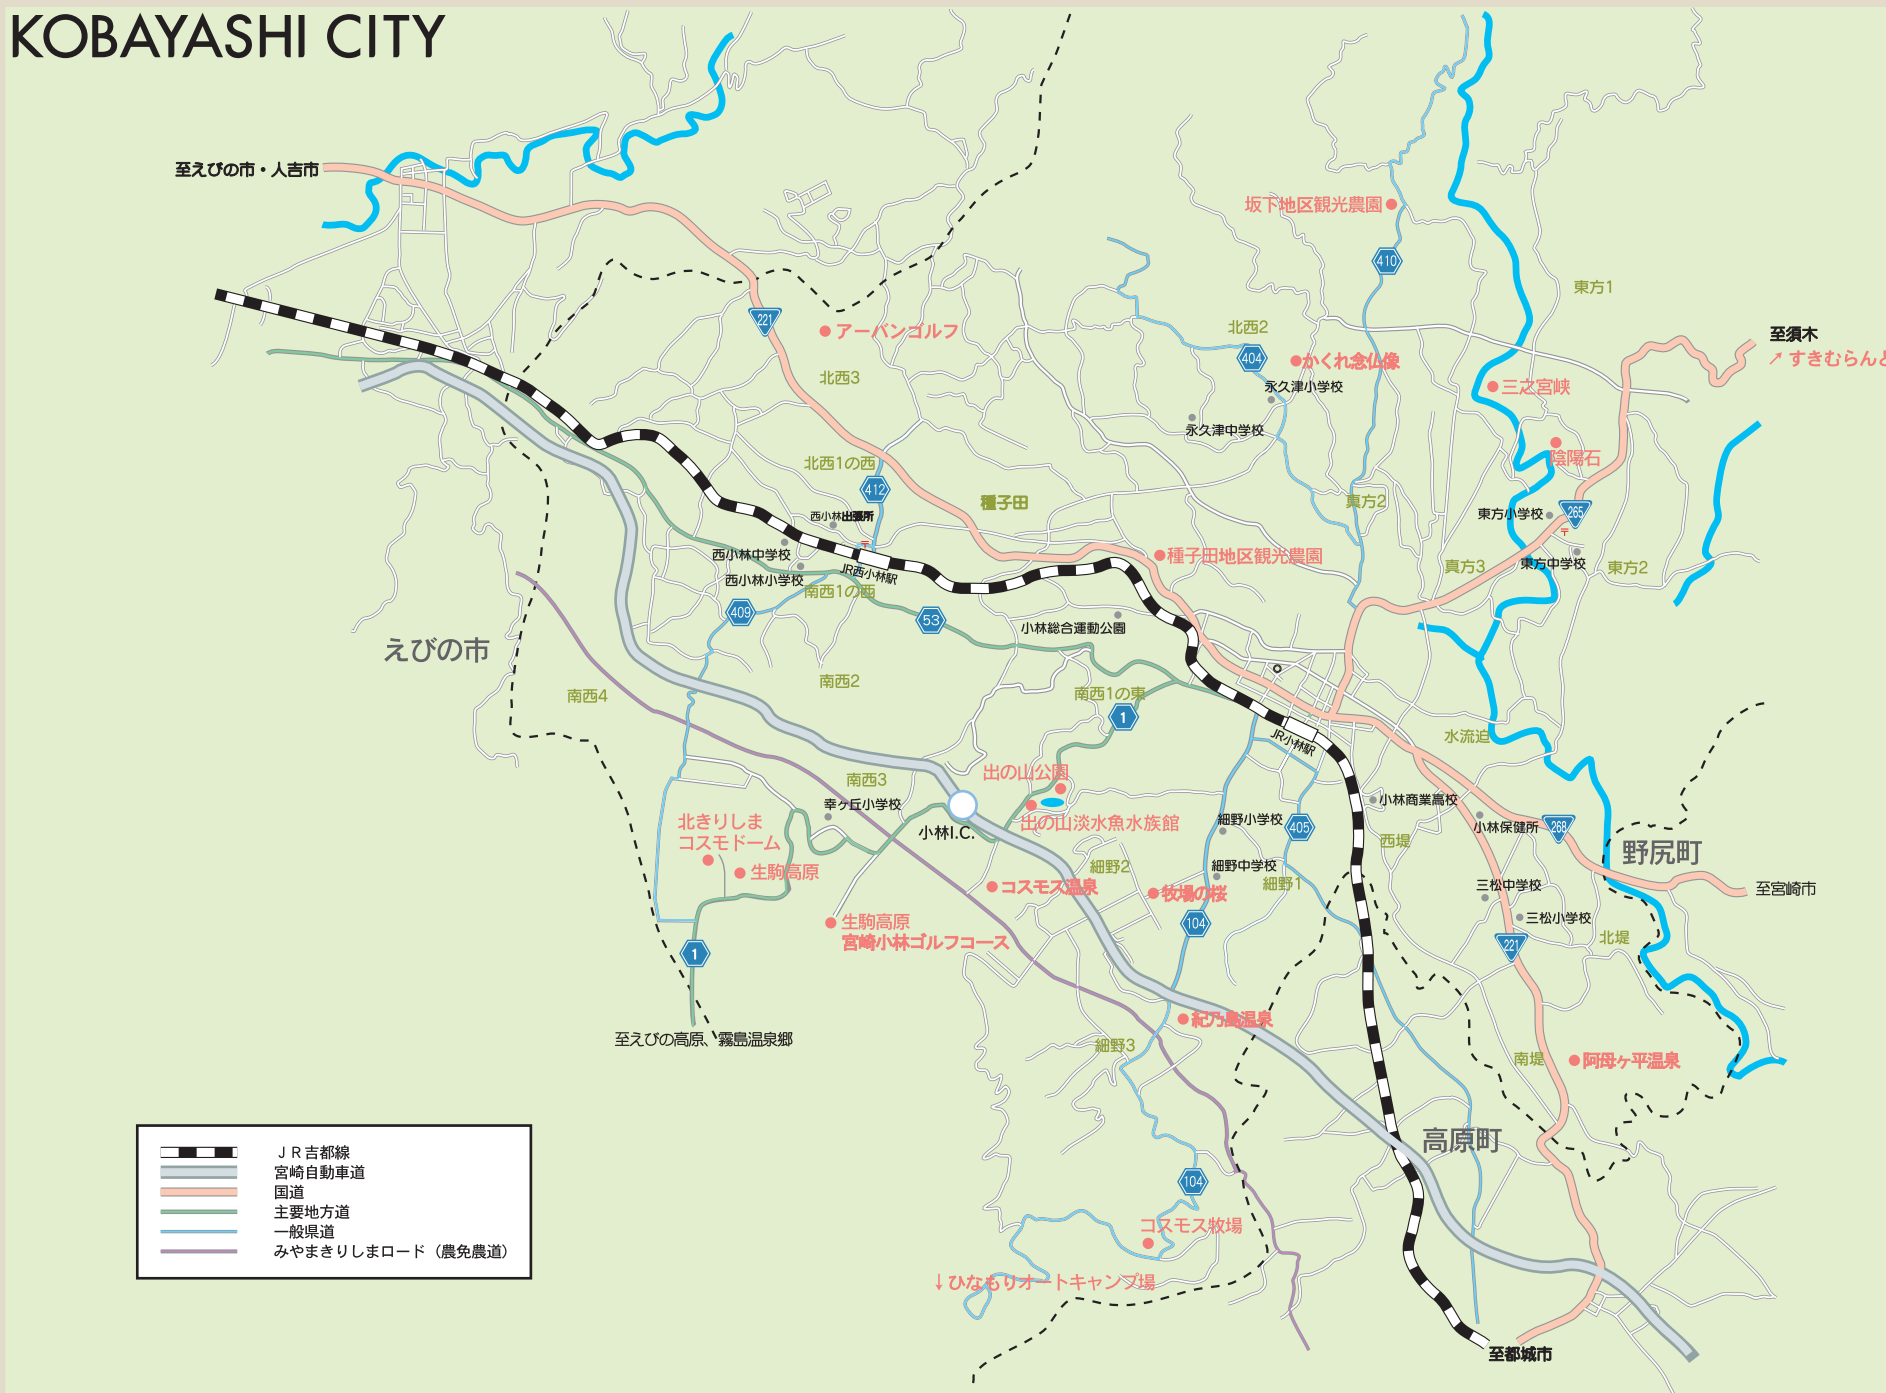 KOBAYASHI CITY
至えびの市・人吉市
坂下地区観光農園
410
東方1
221
アーバンゴルフ
北西2
404
かくれ念仏像
至須木
↗すきむらんど
北西3
永久津小学校
三之宮峡
永久津中学校
陰陽石
北西1の西
412
種子田
真方2
265
東方小学校
西小林出張所
〒
〒
西小林中学校
種子田地区観光農園
東方中学校
真方3
東方2
西小林小学校
JR西小林駅
南西1の西
409
53
小林総合運動公園
えびの市
南西2
南西4
南西1の東
1
水流迫
JR小林駅
出の山公園
南西3
幸ヶ丘小学校
小林商業高校
北きりしま
コスモドーム
小林I.C.
出の山淡水魚水族館
細野小学校
405
小林保健所
268
西堤
野尻町
生駒高原
細野2
細野中学校
細野1
コスモス温泉
牧場の桜
三松中学校
至宮崎市
生駒高原
宮崎小林ゴルフコース
104
三松小学校
221
北堤
1
紀乃島温泉
至えびの高原、霧島温泉郷
細野3
南堤
阿母ヶ平温泉
高原町
104
コスモス牧場
↓ひなもりオートキャンプ場
至都城市
ＪＲ吉都線
宮崎自動車道
国道
主要地方道
一般県道
みやまきりしまロード（農免農道）